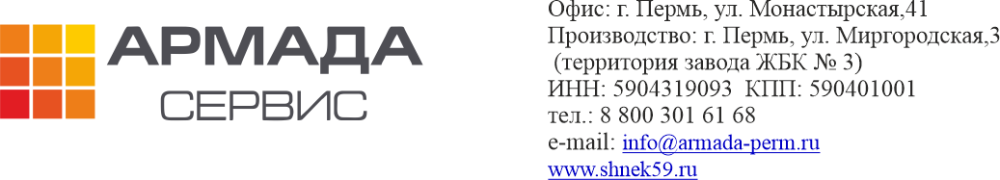 АРМАДА
СЕРВИС
Офис: г. Пермь, ул. Монастырская,41
Производство: г. Пермь, ул. Миргородская,3
(территория завода ЖБК № 3)
ИНН: 5904319093 КПП: 590401001
тел.: 8 800 301 61 68
e-mail: info@armada-perm.ru
www.shnek59.ru